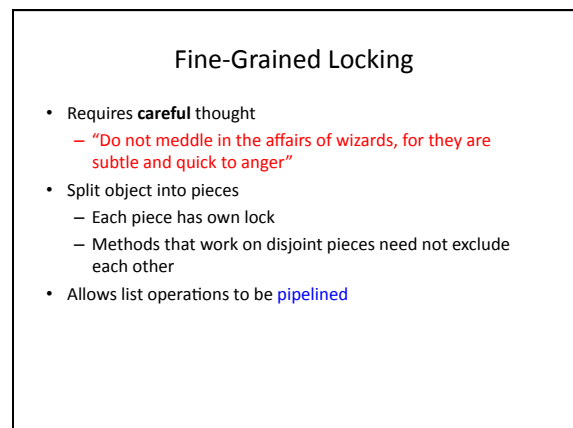 Fine-Grained Locking
• Requires careful thought
– “Do not meddle in the affairs of wizards, for they are
subtle and quick to anger”
• Split object into pieces
– Each piece has own lock
– Methods that work on disjoint pieces need not exclude
each other
• Allows list operations to be pipelined